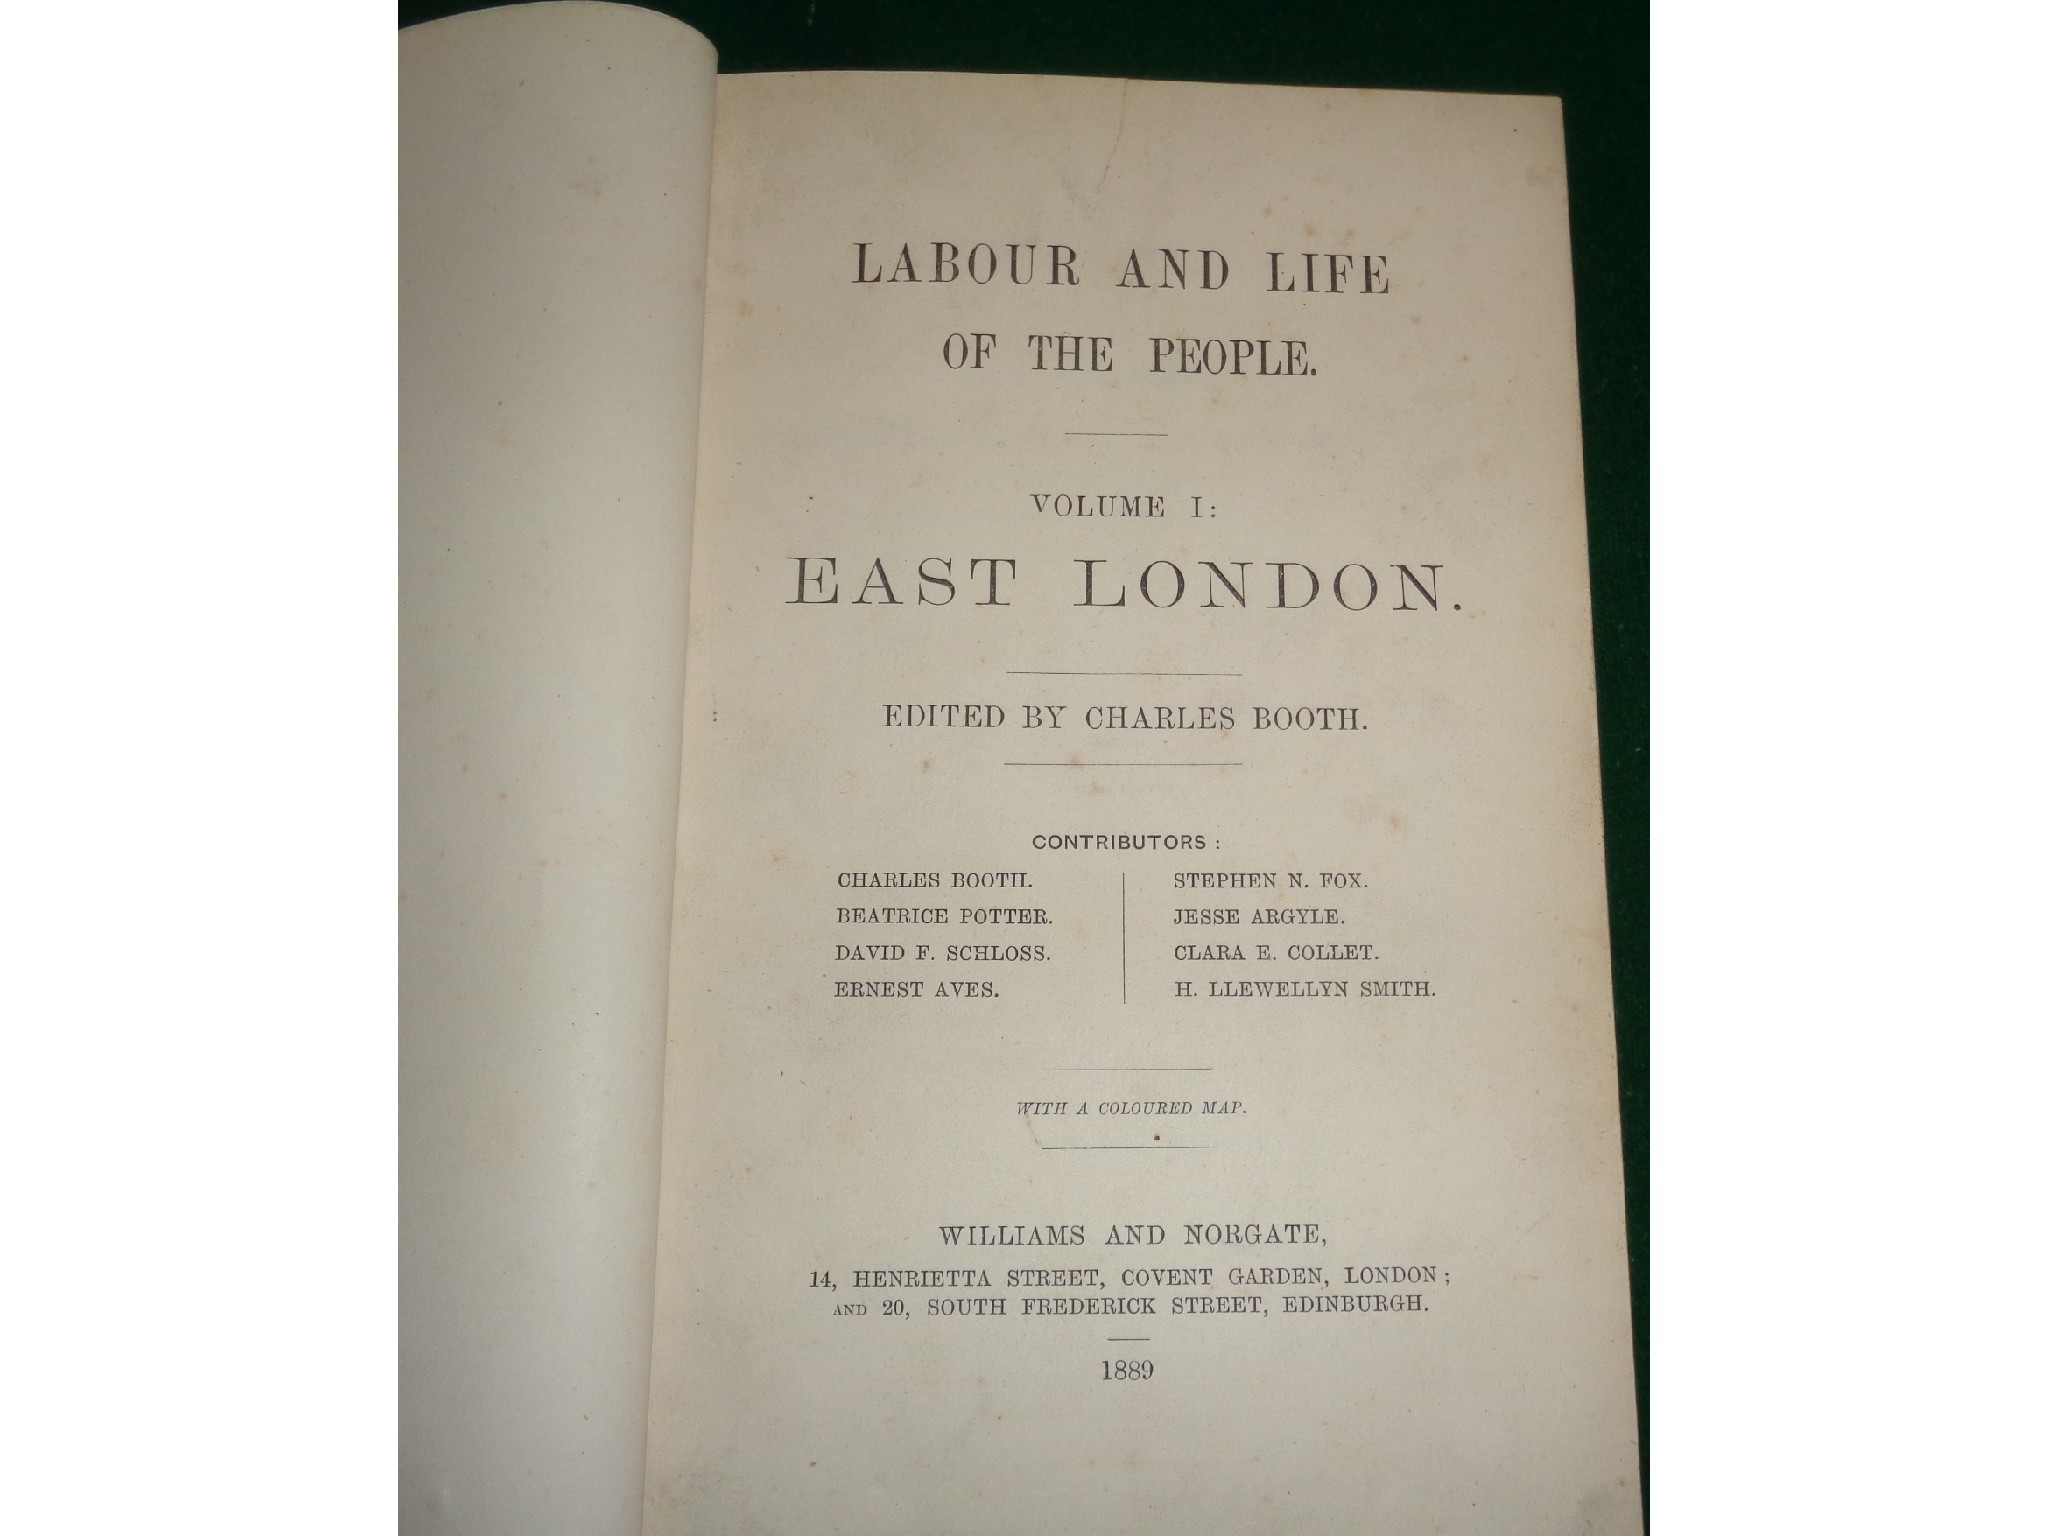 LABOUR AND LIFE
OF THE PEOPLE.
VOLUME I:
EAST LONDON.
EDITED BY CHARLES BOOTH.
CONTRIBUTORS:
CHARLES BOOTH.
BEATRICE POTTER.
DAVID F. SCHLOSS.
ERNEST AVES.
STEPHEN N. FOX.
JESSE ARGYLE.
CLARA E. COLLET.
H. LLEWELLYN SMITH.
WITH A COLOURED MAP.
WILLIAMS AND NORGATE,
14, HENRIETTA STREET, COVENT GARDEN, LONDON;
AND 20, SOUTH FREDERICK STREET, EDINBURGH.
1889